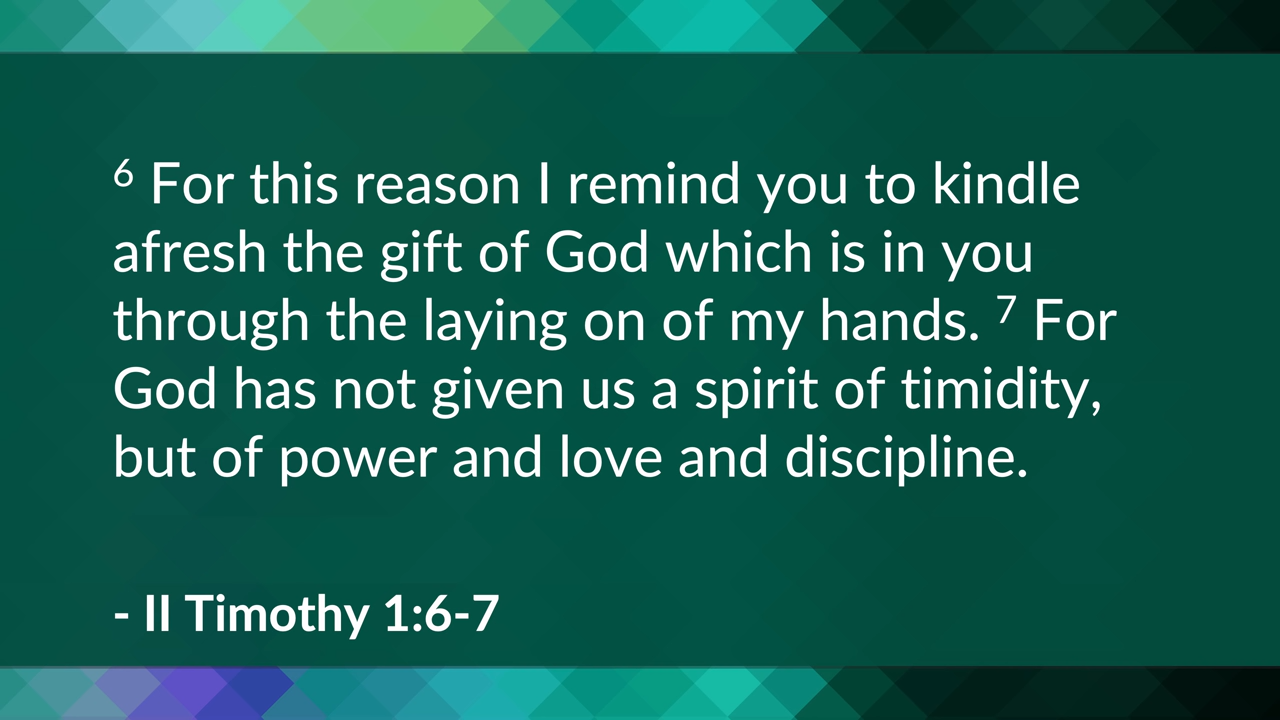 ⁶ For this reason I remind you to kindle
afresh the gift of God which is in you
through the laying on of my hands. ⁷ For
God has not given us a spirit of timidity,
but of power and love and discipline.
- II Timothy 1:6-7